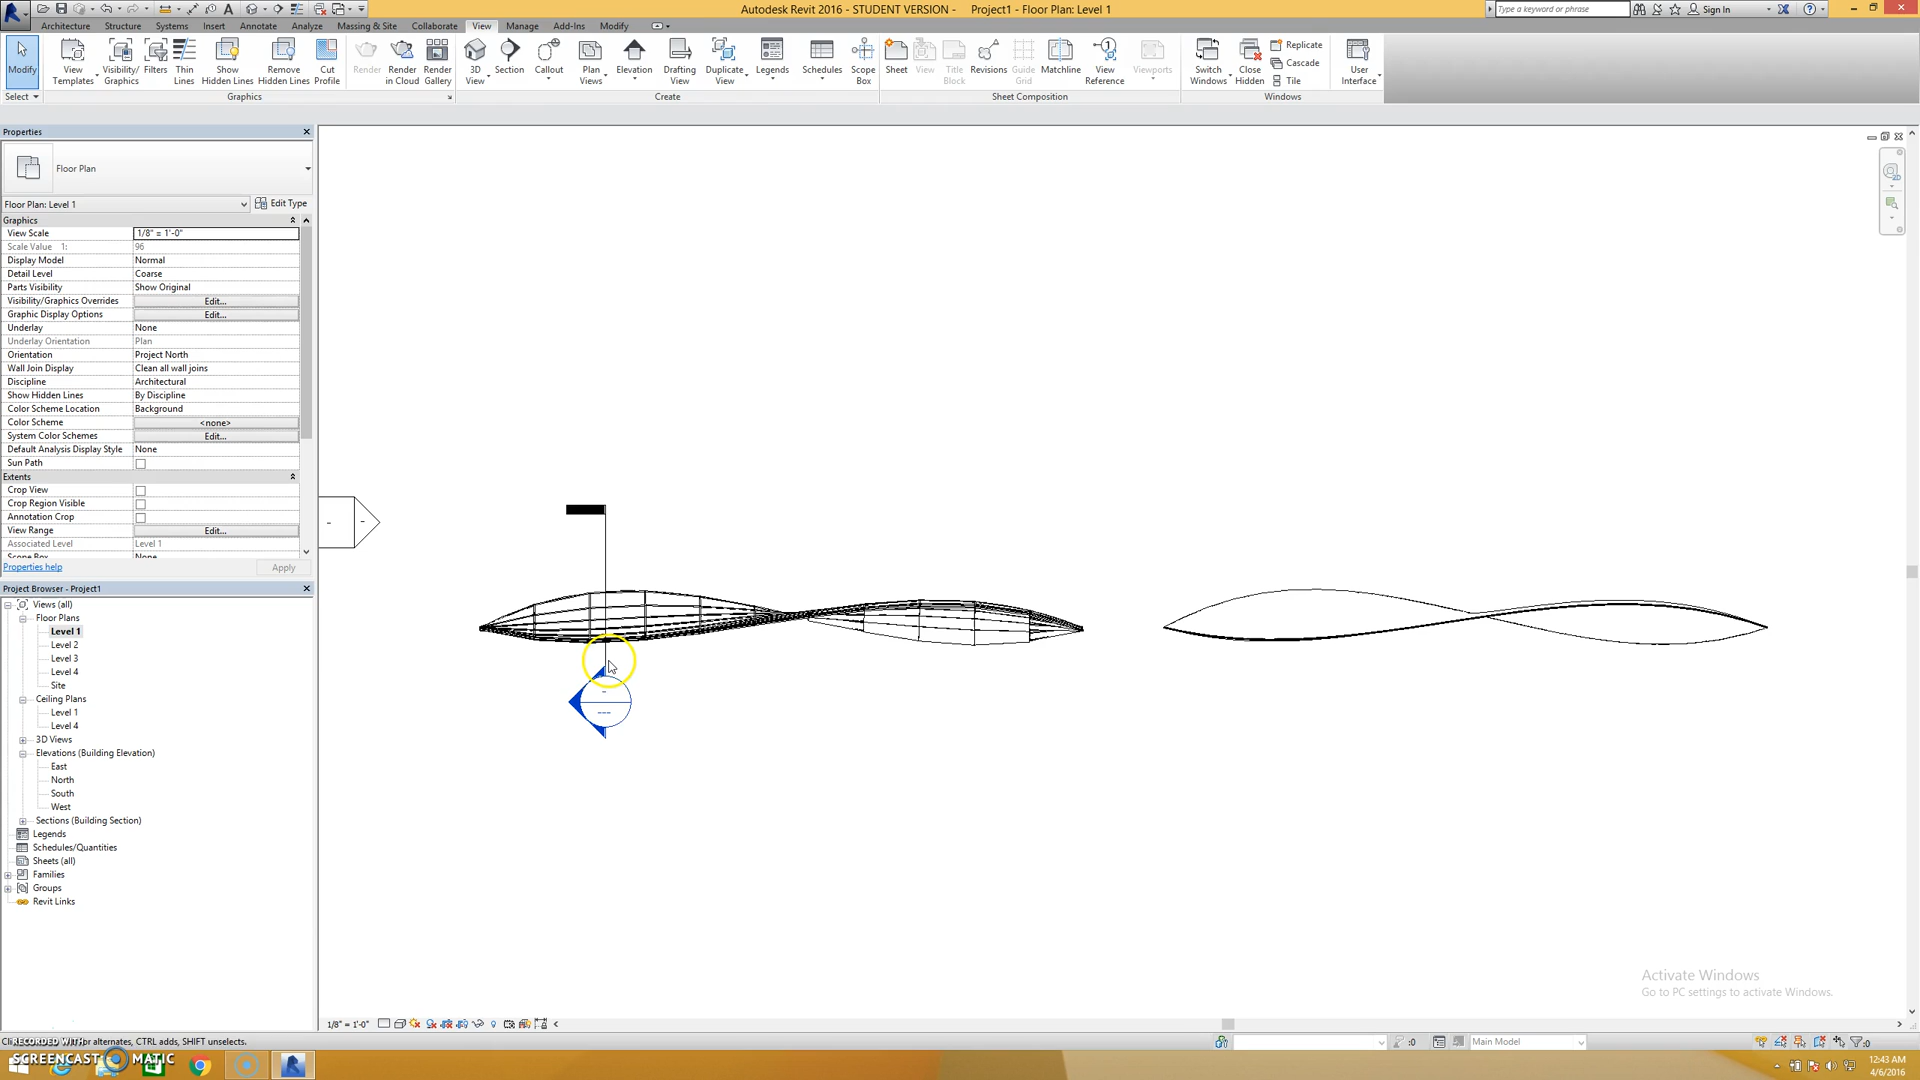 Autodesk Revit 2016 - STUDENT VERSION - Project1 - Floor Plan: Level 1
Type a keyword or phrase
Sign In
Architecture Structure Systems Insert Annotate Analyze Massing & Site Collaborate View Manage Add-Ins Modify
Modify
View Templates
Visibility/ Graphics
Filters
Thin Lines
Show Hidden Lines
Remove Hidden Lines
Cut Profile
Render
Render in Cloud
Render Gallery
3D View
Section
Callout
Plan Views
Elevation
Drafting View
Duplicate View
Legends
Schedules
Scope Box
Sheet
View
Title Block
Revisions
Guide Grid
Matchline
View Reference
Viewports
Switch Windows
Close Hidden
Replicate
Cascade
Tile
User Interface
Select
Graphics
Create
Sheet Composition
Windows
Properties
Floor Plan
Floor Plan: Level 1
Edit Type
Graphics
View Scale 1/8" = 1'-0"
Scale Value 1: 96
Display Model Normal
Detail Level Coarse
Parts Visibility Show Original
Visibility/Graphics Overrides Edit...
Graphic Display Options Edit...
Underlay None
Underlay Orientation Plan
Orientation Project North
Wall Join Display Clean all wall joins
Discipline Architectural
Show Hidden Lines By Discipline
Color Scheme Location Background
Color Scheme <none>
System Color Schemes Edit...
Default Analysis Display Style None
Sun Path
Extents
Crop View
Crop Region Visible
Annotation Crop
View Range Edit...
Associated Level Level 1
Scope Box None
Properties help
Apply
Project Browser - Project1
Views (all)
Floor Plans
Level 1
Level 2
Level 3
Level 4
Site
Ceiling Plans
Level 1
Level 4
3D Views
Elevations (Building Elevation)
East
North
South
West
Sections (Building Section)
Legends
Schedules/Quantities
Sheets (all)
Families
Groups
Revit Links
Activate Windows
Go to PC settings to activate Windows.
1/8" = 1'-0"
or alternates, CTRL adds, SHIFT unselects.
:0
Main Model
:0
RECORDED WITH
SCREENCAST MATIC
12:43 AM
4/6/2016